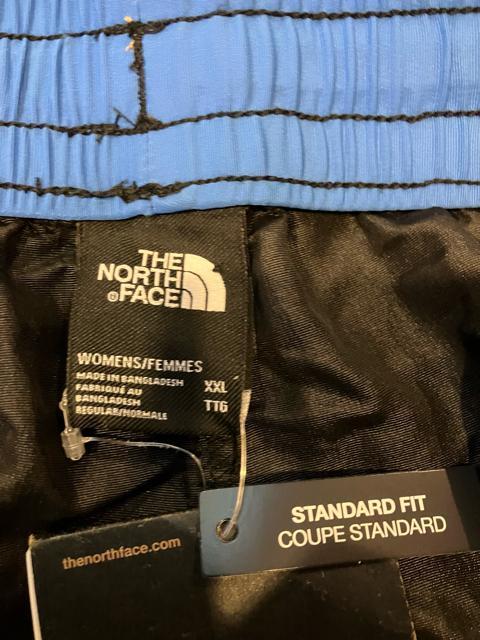 THE
NORTH
FACE
WOMENS/FEMMES
MADE IN BANGLADESH XXL
FABRIQUÉ AU
BANGLADESH TTG
REGULAR/NORMALE
STANDARD FIT
COUPE STANDARD
thenorthface.com